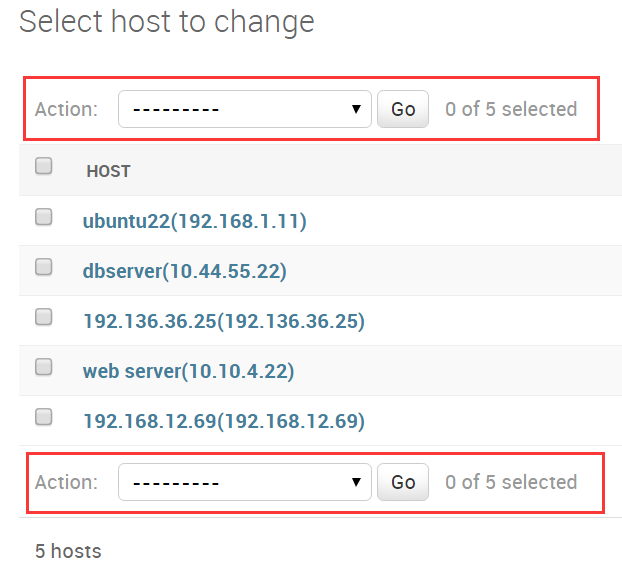 Select host to change
Action: --------- Go 0 of 5 selected
HOST
ubuntu22(192.168.1.11)
dbserver(10.44.55.22)
192.136.36.25(192.136.36.25)
web server(10.10.4.22)
192.168.12.69(192.168.12.69)
Action: --------- Go 0 of 5 selected
5 hosts